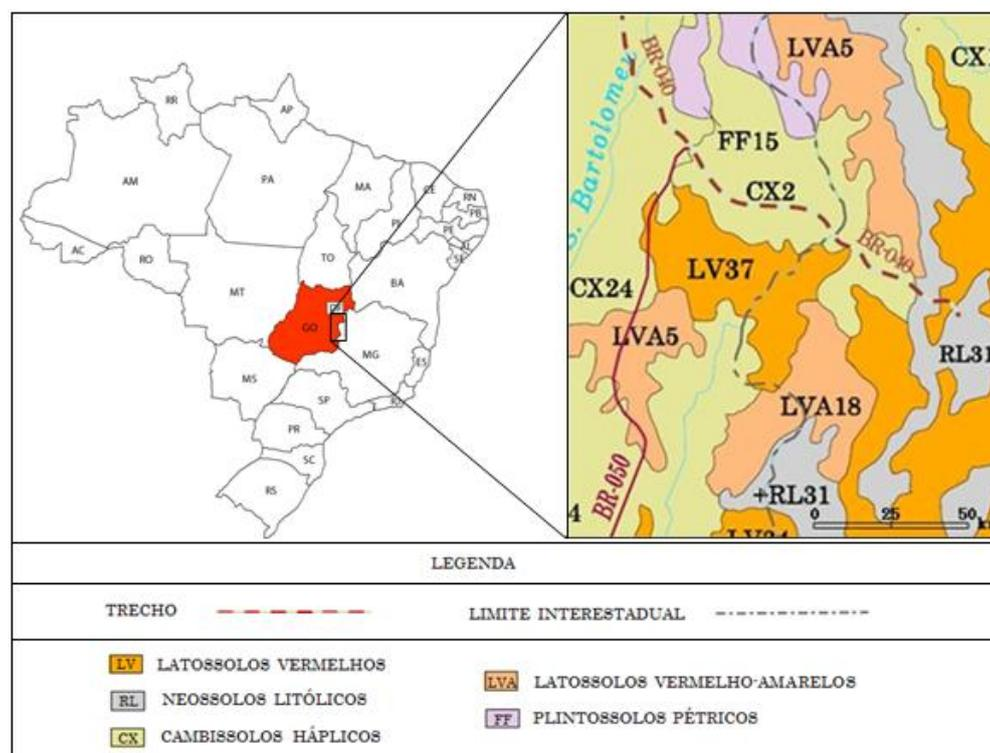 RR
AP
AM
PA
MA
CE
RN
PB
PE
PI
AL
SE
AC
RO
TO
BA
MT
GO
DF
MG
ES
MS
SP
RJ
PR
SC
RS
BR-040
LVA5
CX1
S. Bartolomeu
FF15
CX2
BR-040
LV37
CX24
LVA5
RL31
LVA18
BR-050
+RL31
4
0 25 50 k
LEGENDA
TRECHO
LIMITE INTERESTADUAL
LV LATOSSOLOS VERMELHOS
LVA LATOSSOLOS VERMELHO-AMARELOS
RL NEOSSOLOS LITÓLICOS
FF PLINTOSSOLOS PÉTRICOS
CX CAMBISSOLOS HÁPLICOS